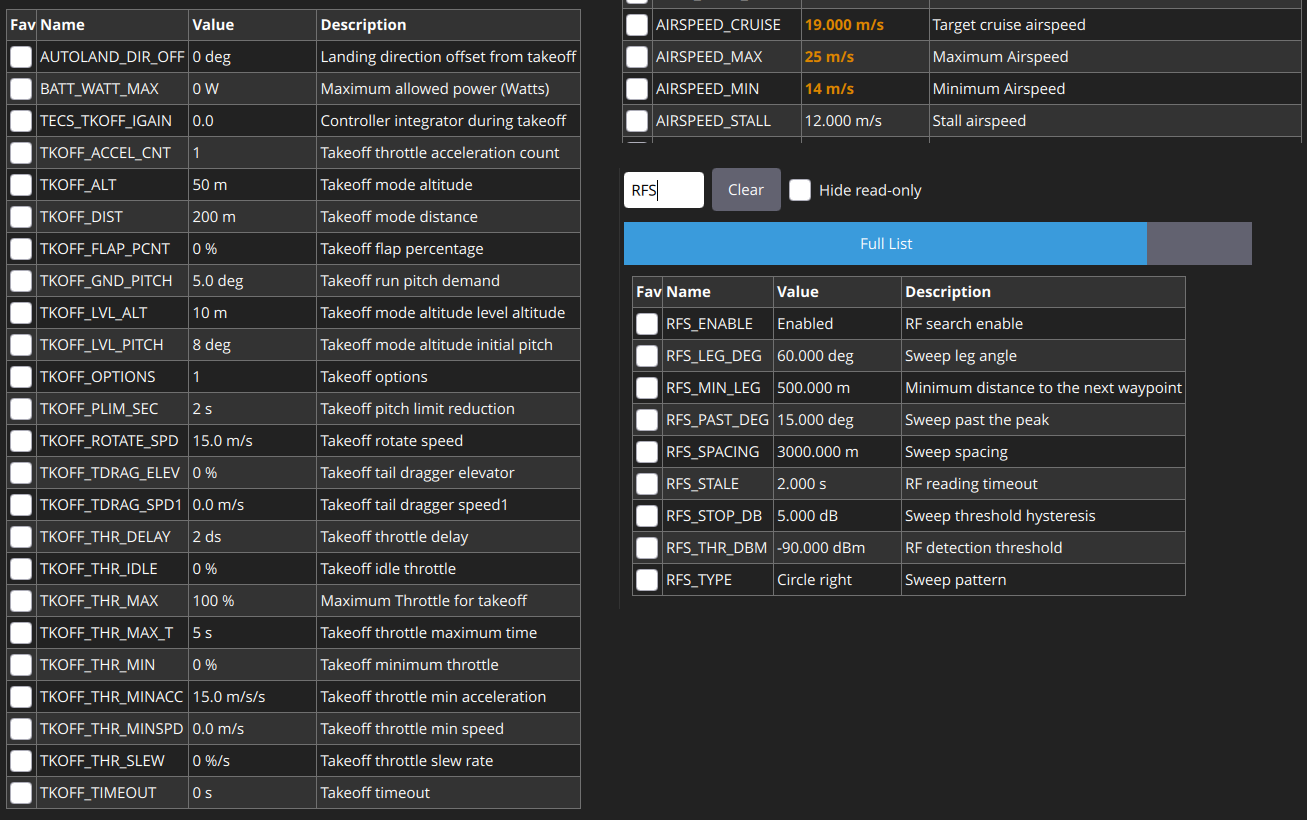 Fav Name Value Description
AUTOLAND_DIR_OFF 0 deg Landing direction offset from takeoff
BATT_WATT_MAX 0 W Maximum allowed power (Watts)
TECS_TKOFF_IGAIN 0.0 Controller integrator during takeoff
TKOFF_ACCEL_CNT 1 Takeoff throttle acceleration count
TKOFF_ALT 50 m Takeoff mode altitude
TKOFF_DIST 200 m Takeoff mode distance
TKOFF_FLAP_PCNT 0 % Takeoff flap percentage
TKOFF_GND_PITCH 5.0 deg Takeoff run pitch demand
TKOFF_LVL_ALT 10 m Takeoff mode altitude level altitude
TKOFF_LVL_PITCH 8 deg Takeoff mode altitude initial pitch
TKOFF_OPTIONS 1 Takeoff options
TKOFF_PLIM_SEC 2 s Takeoff pitch limit reduction
TKOFF_ROTATE_SPD 15.0 m/s Takeoff rotate speed
TKOFF_TDRAG_ELEV 0 % Takeoff tail dragger elevator
TKOFF_TDRAG_SPD1 0.0 m/s Takeoff tail dragger speed1
TKOFF_THR_DELAY 2 ds Takeoff throttle delay
TKOFF_THR_IDLE 0 % Takeoff idle throttle
TKOFF_THR_MAX 100 % Maximum Throttle for takeoff
TKOFF_THR_MAX_T 5 s Takeoff throttle maximum time
TKOFF_THR_MIN 0 % Takeoff minimum throttle
TKOFF_THR_MINACC 15.0 m/s/s Takeoff throttle min acceleration
TKOFF_THR_MINSPD 0.0 m/s Takeoff throttle min speed
TKOFF_THR_SLEW 0 %/s Takeoff throttle slew rate
TKOFF_TIMEOUT 0 s Takeoff timeout
AIRSPEED_CRUISE 19.000 m/s Target cruise airspeed
AIRSPEED_MAX 25 m/s Maximum Airspeed
AIRSPEED_MIN 14 m/s Minimum Airspeed
AIRSPEED_STALL 12.000 m/s Stall airspeed
RFS Clear Hide read-only
Full List
Fav Name Value Description
RFS_ENABLE Enabled RF search enable
RFS_LEG_DEG 60.000 deg Sweep leg angle
RFS_MIN_LEG 500.000 m Minimum distance to the next waypoint
RFS_PAST_DEG 15.000 deg Sweep past the peak
RFS_SPACING 3000.000 m Sweep spacing
RFS_STALE 2.000 s RF reading timeout
RFS_STOP_DB 5.000 dB Sweep threshold hysteresis
RFS_THR_DBM -90.000 dBm RF detection threshold
RFS_TYPE Circle right Sweep pattern